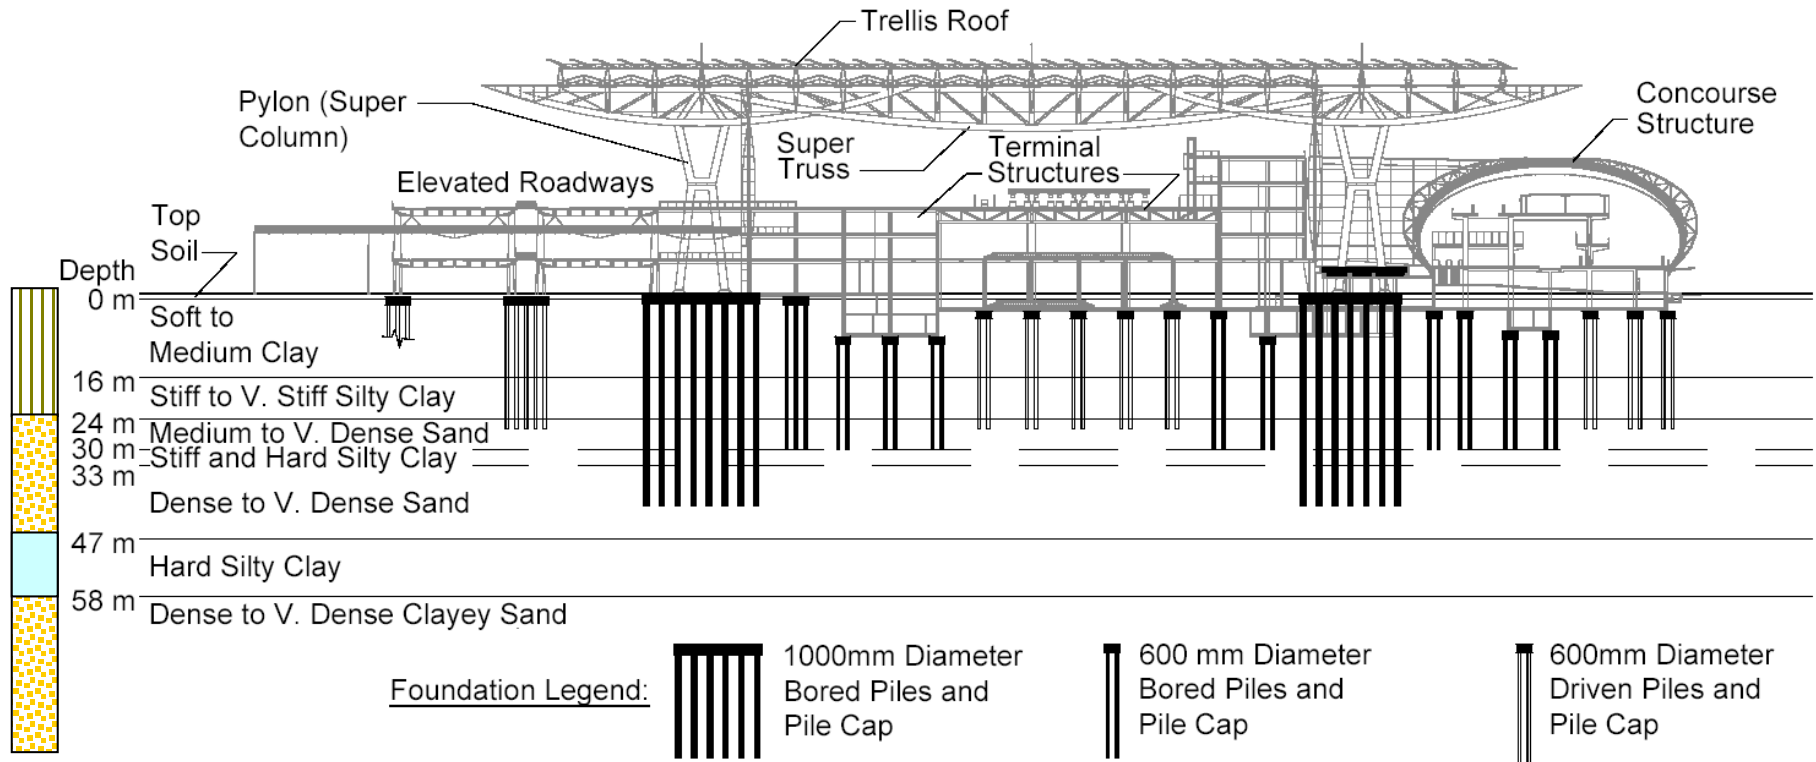 Trellis Roof
Pylon (Super
Column)
Concourse
Structure
Super
Truss
Terminal
Structures
Elevated Roadways
Top
Soil
Depth
0 m
Soft to
Medium Clay
16 m
Stiff to V. Stiff Silty Clay
24 m
Medium to V. Dense Sand
30 m
Stiff and Hard Silty Clay
33 m
Dense to V. Dense Sand
47 m
Hard Silty Clay
58 m
Dense to V. Dense Clayey Sand
Foundation Legend:
1000mm Diameter
Bored Piles and
Pile Cap
600 mm Diameter
Bored Piles and
Pile Cap
600mm Diameter
Driven Piles and
Pile Cap